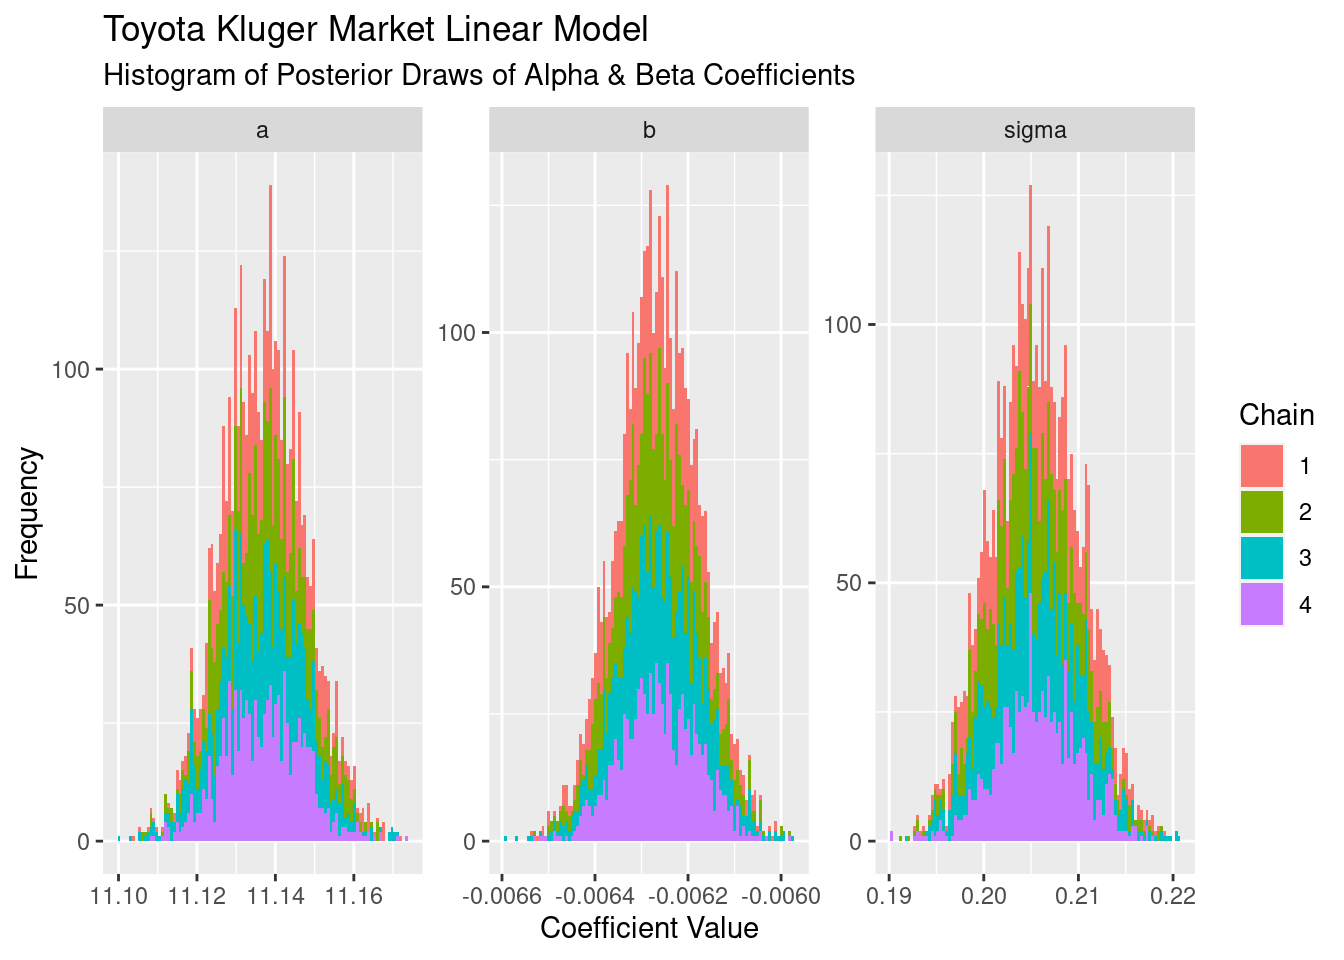 Toyota Kluger Market Linear Model
Histogram of Posterior Draws of Alpha & Beta Coefficients
a
b
sigma
Frequency
100
50
0
100
50
0
100
50
0
11.10 11.12 11.14 11.16
-0.0066 -0.0064 -0.0062 -0.0060
0.19 0.20 0.21 0.22
Coefficient Value
Chain
1
2
3
4